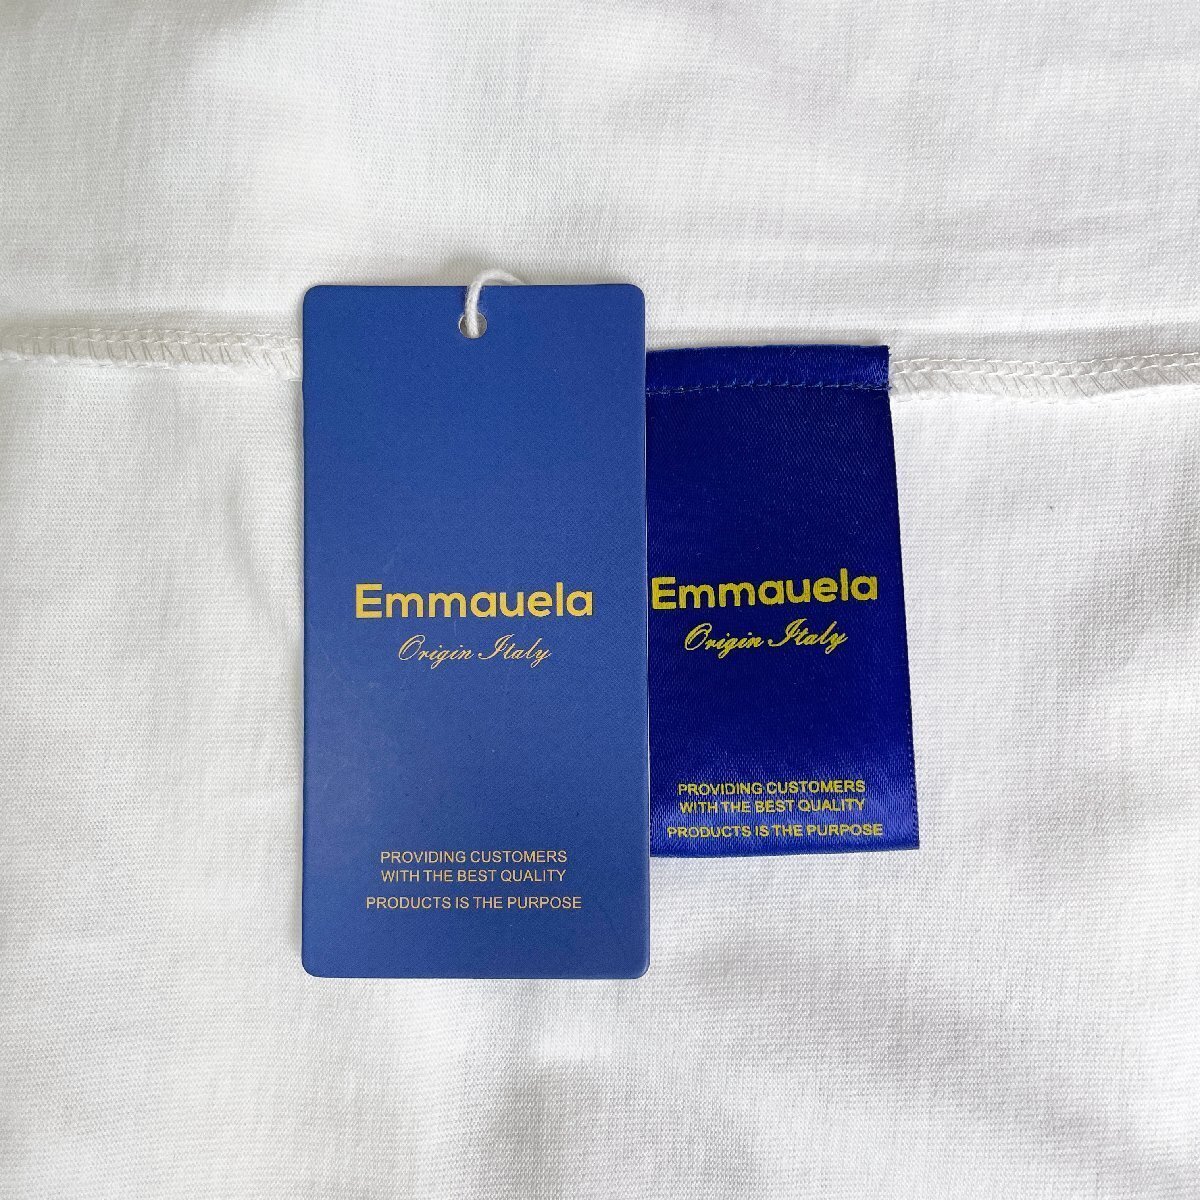 Emmauela
Origin Italy
PROVIDING CUSTOMERS
WITH THE BEST QUALITY
PRODUCTS IS THE PURPOSE
Emmauela
Origin Italy
PROVIDING CUSTOMERS
WITH THE BEST QUALITY
PRODUCTS IS THE PURPOSE